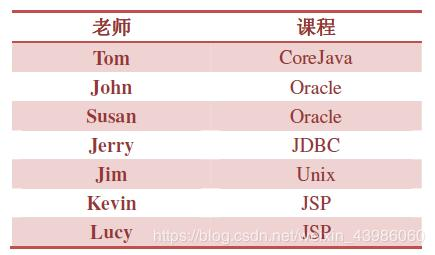 老师 课程
Tom CoreJava
John Oracle
Susan Oracle
Jerry JDBC
Jim Unix
Kevin JSP
Lucy JSP
https://blog.csdn.net/weixin_43986060